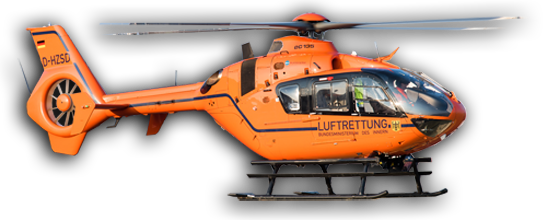 D-HZSD
LUFTRETTUNG
BUNDESMINISTERIUM DES INNERN